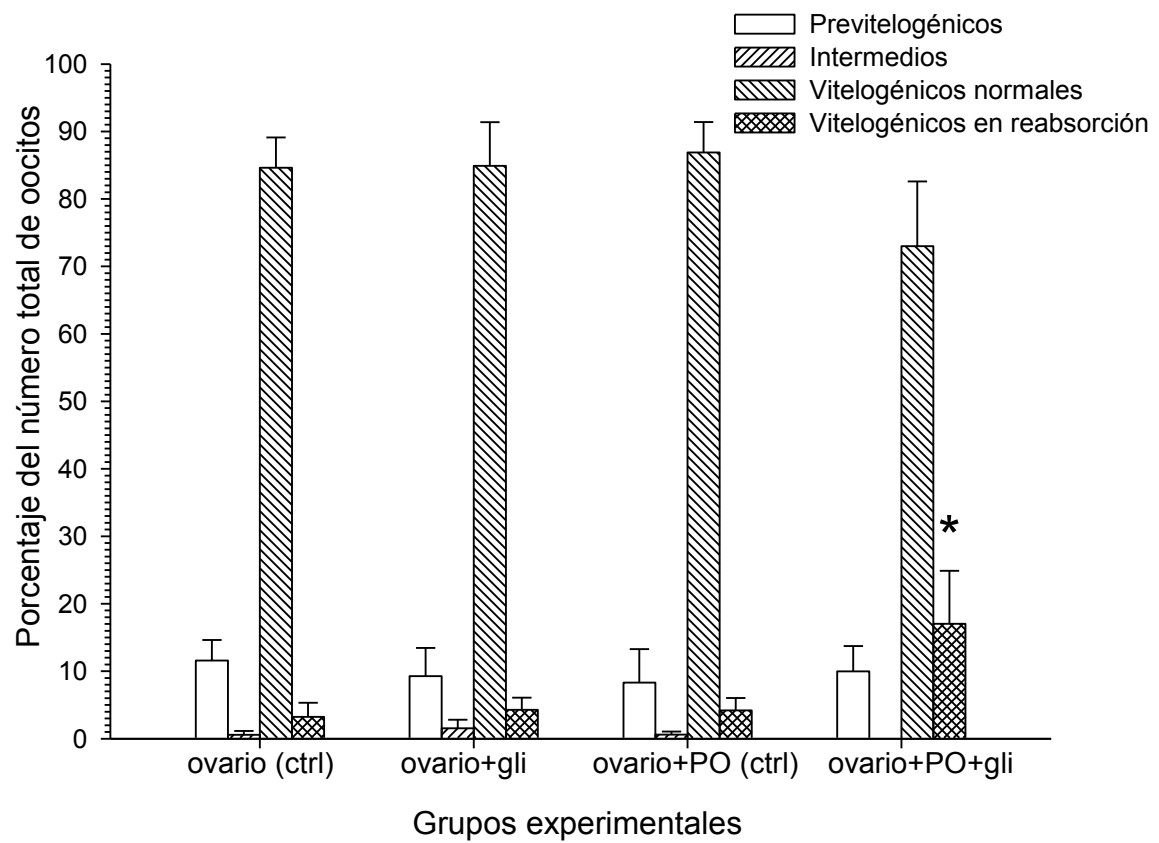 Previtelogénicos
Intermedios
Vitelogénicos normales
Vitelogénicos en reabsorción
Porcentaje del número total de oocitos
100
90
80
70
60
50
40
30
20
10
0
*
ovario (ctrl) ovario+gli ovario+PO (ctrl) ovario+PO+gli
Grupos experimentales